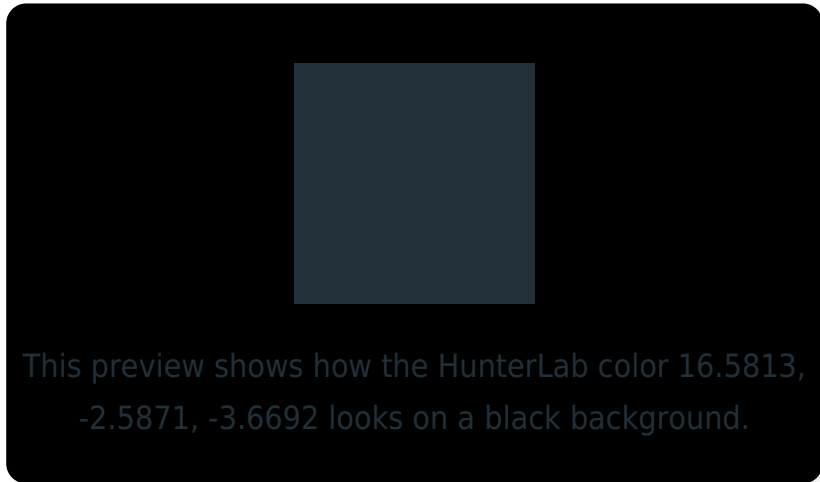 This preview shows how the HunterLab color 16.5813,
-2.5871, -3.6692 looks on a black background.